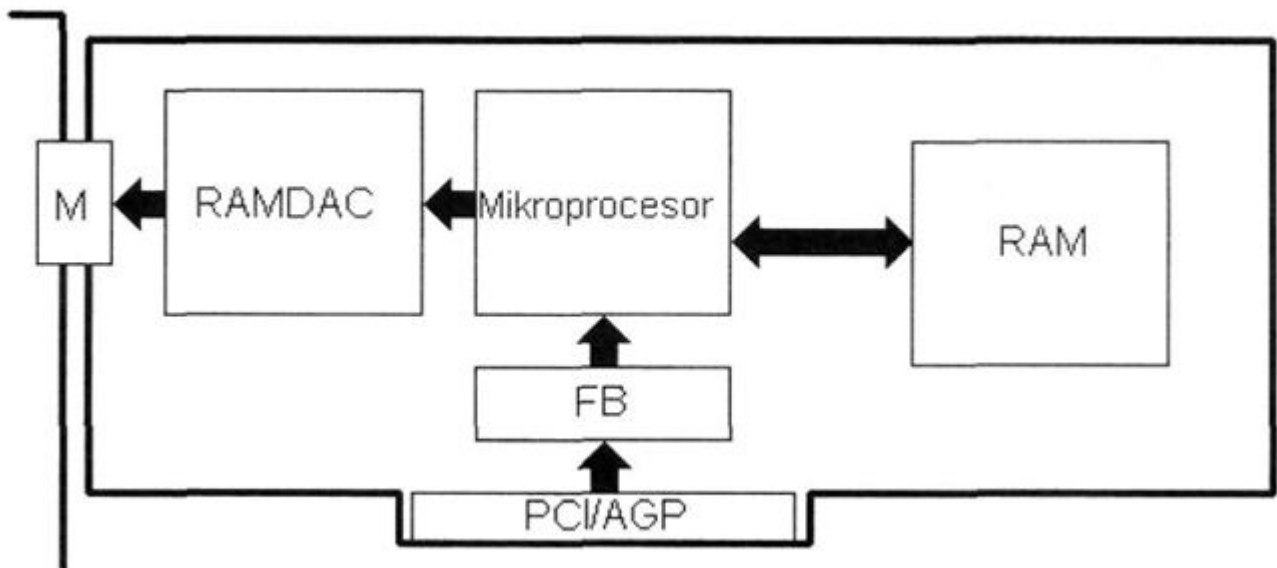 M
RAMDAC
Mikroprocesor
RAM
FB
PCI/AGP